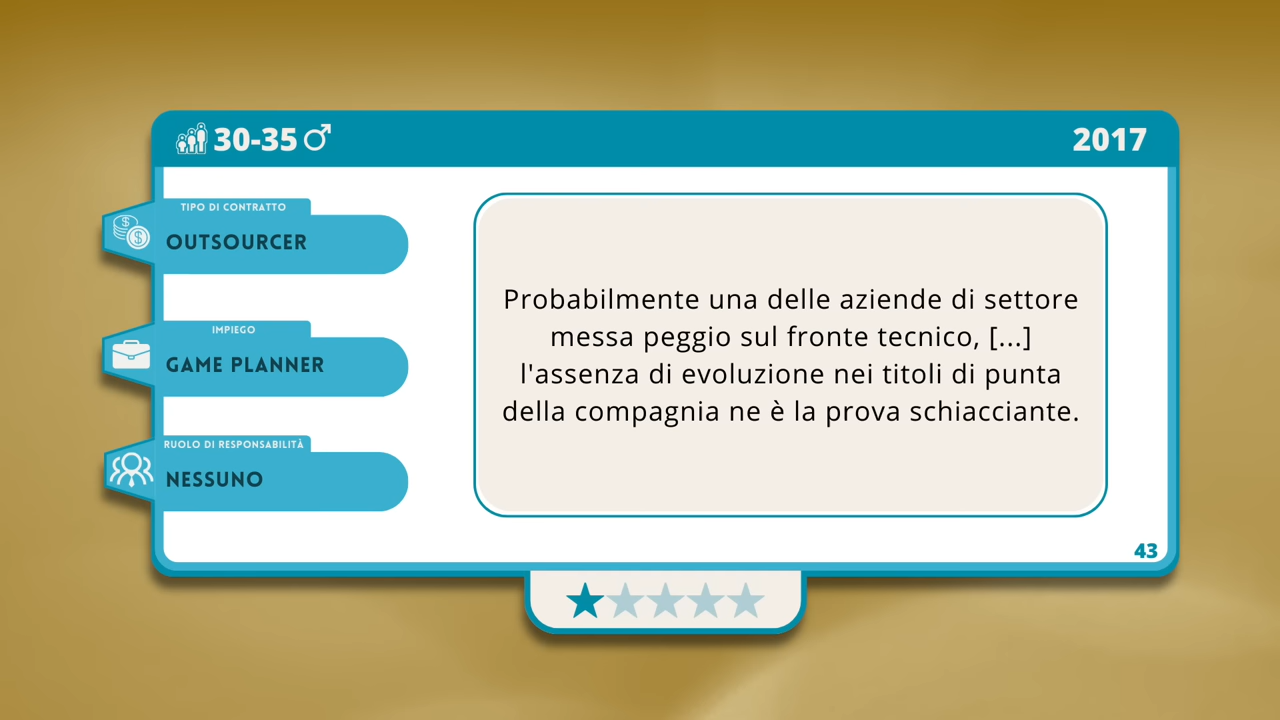 30-35
2017
TIPO DI CONTRATTO
OUTSOURCER
IMPIEGO
GAME PLANNER
RUOLO DI RESPONSABILITÀ
NESSUNO
Probabilmente una delle aziende di settore
messa peggio sul fronte tecnico, [...]
l'assenza di evoluzione nei titoli di punta
della compagnia ne è la prova schiacciante.
43